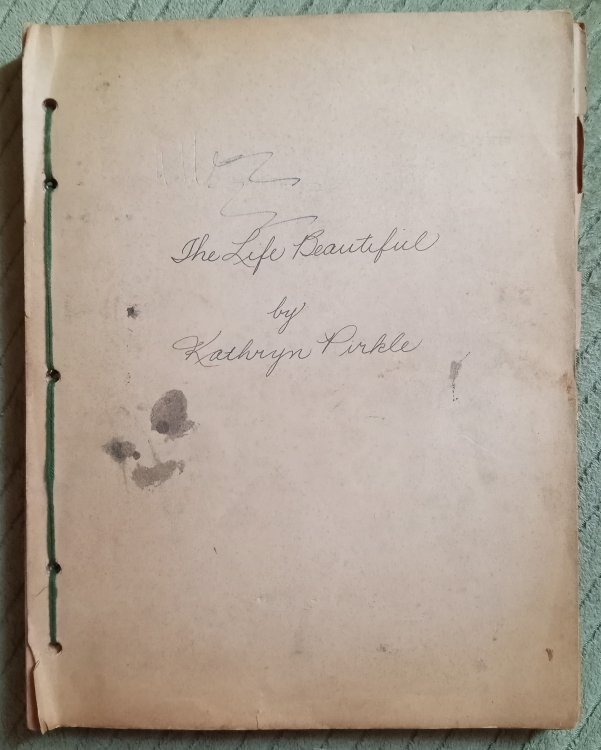 The Life Beautiful
by
Kathryn Pirkle